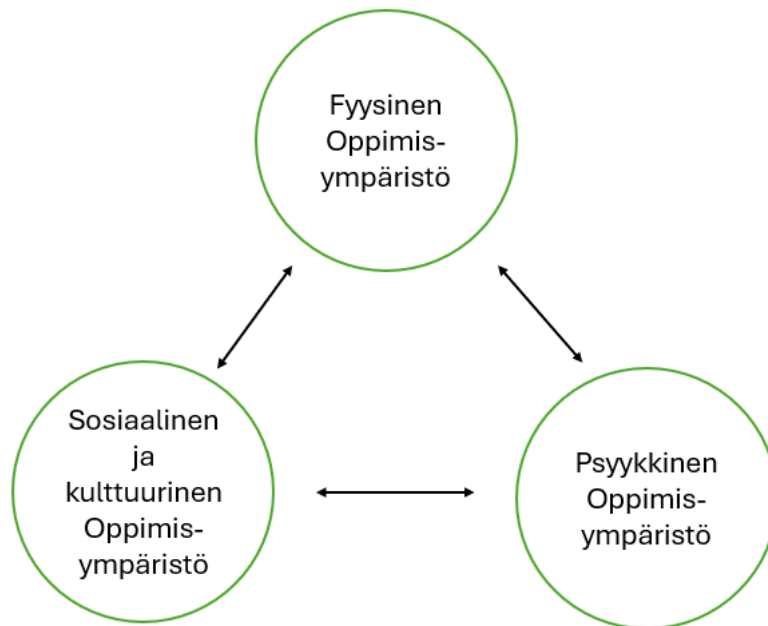 Fyysinen
Oppimis-
ympäristö
Sosiaalinen
ja
kulttuurinen
Oppimis-
ympäristö
Psyykkinen
Oppimis-
ympäristö